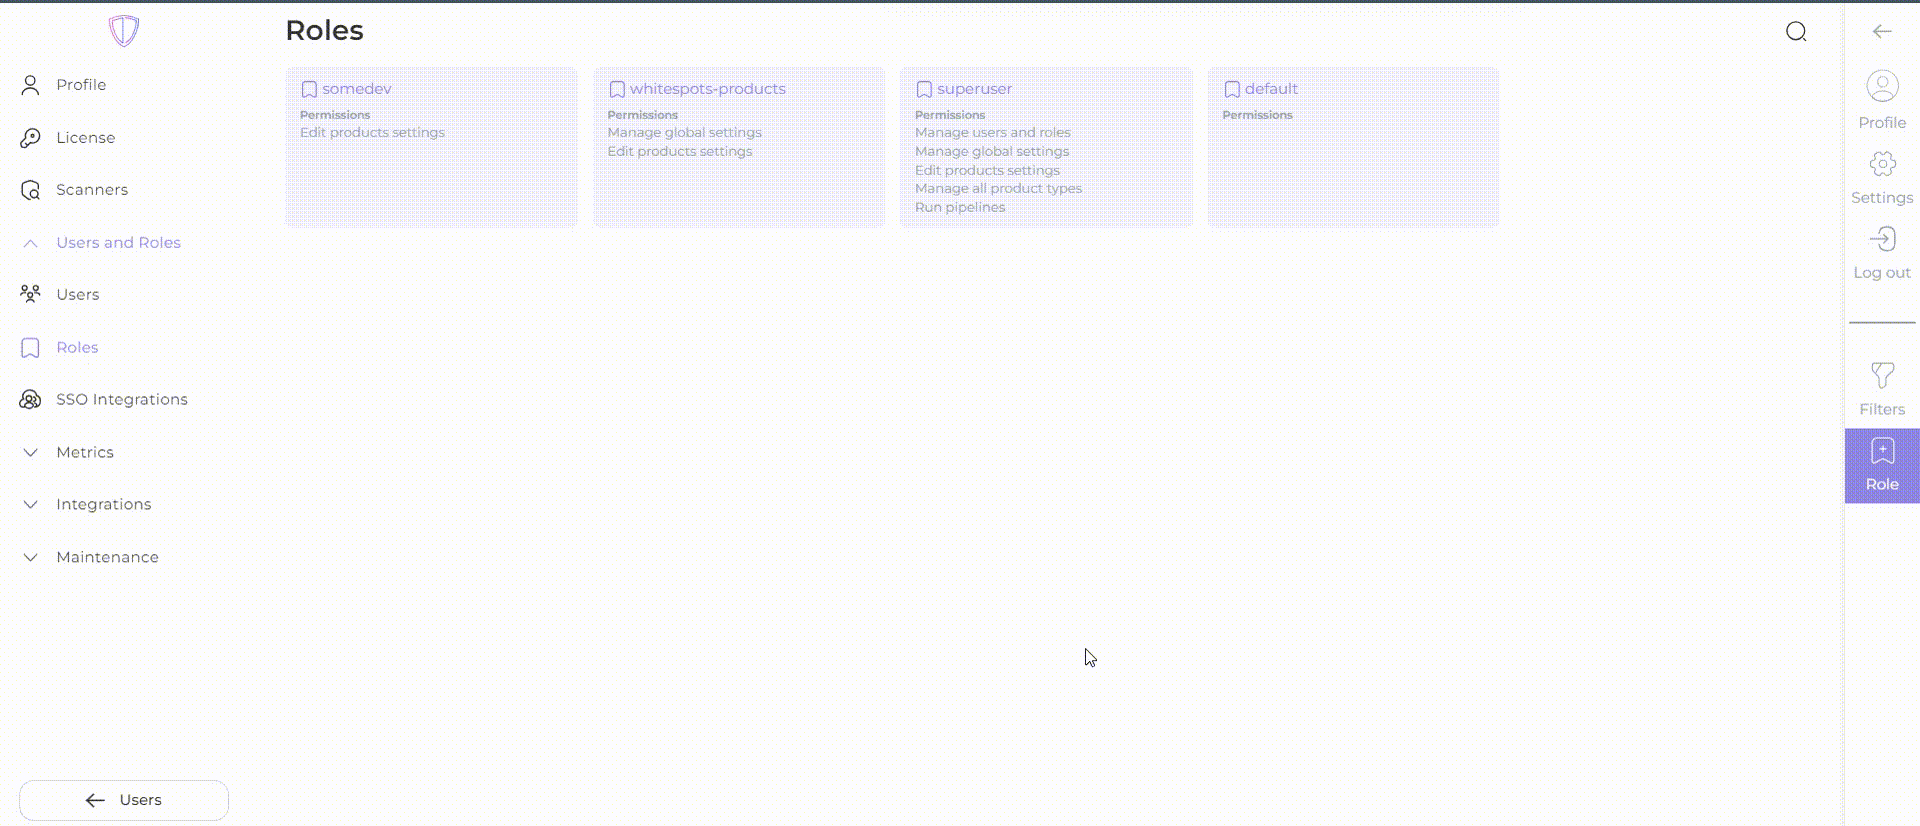 Roles
Profile
License
Scanners
Users and Roles
Users
Roles
SSO Integrations
Metrics
Integrations
Maintenance
Users
somedev
Permissions
Edit products settings
whitespots-products
Permissions
Manage global settings
Edit products settings
superuser
Permissions
Manage users and roles
Manage global settings
Edit products settings
Manage all product types
Run pipelines
default
Permissions
Profile
Settings
Log out
Filters
Role